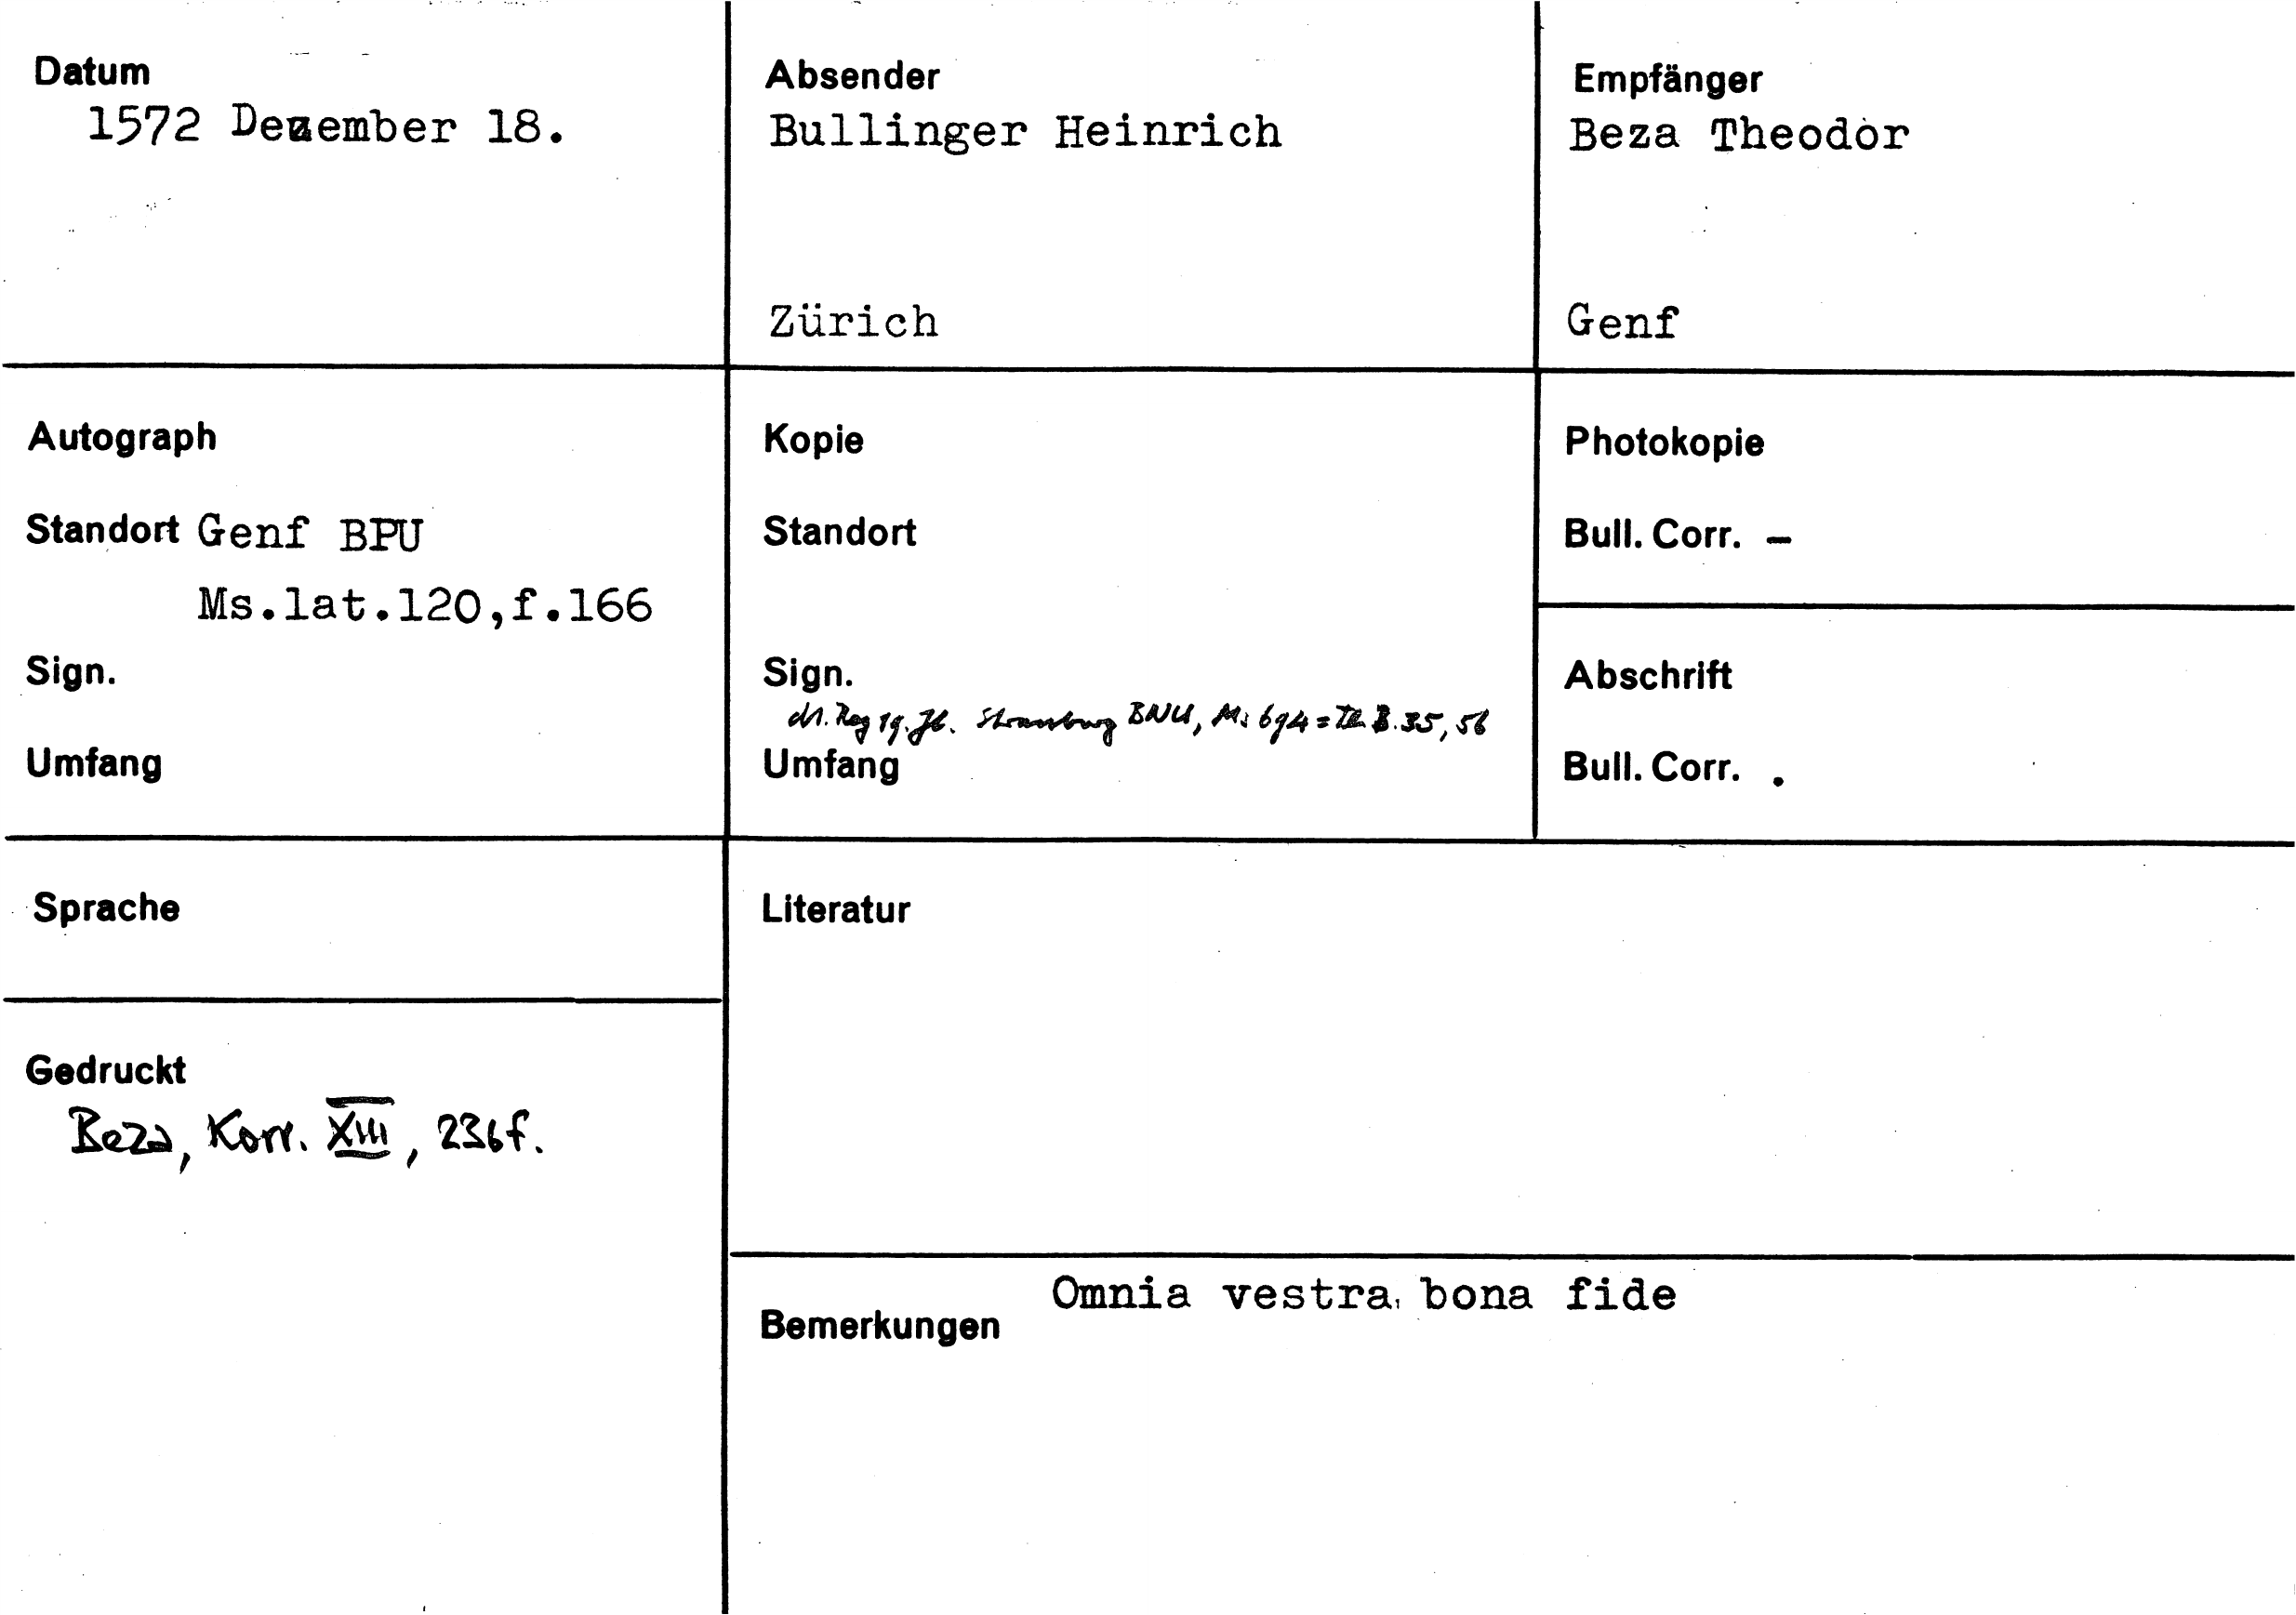 Datum
1572 Dezember 18.
Absender
Bullinger Heinrich
Zürich
Empfänger
Beza Theodor
Genf
Autograph
Standort Genf BPU
Ms.lat.120,f.166
Sign.
Umfang
Kopie
Standort
Sign.
Reg 19. Jh. Strassburg BNU, Ms 694 = Th B. 35, 56
Umfang
Photokopie
Bull. Corr. –
Abschrift
Bull. Corr. .
Sprache
Gedruckt
Beza, Korr. XIII, 236f.
Literatur
Omnia vestra bona fide
Bemerkungen